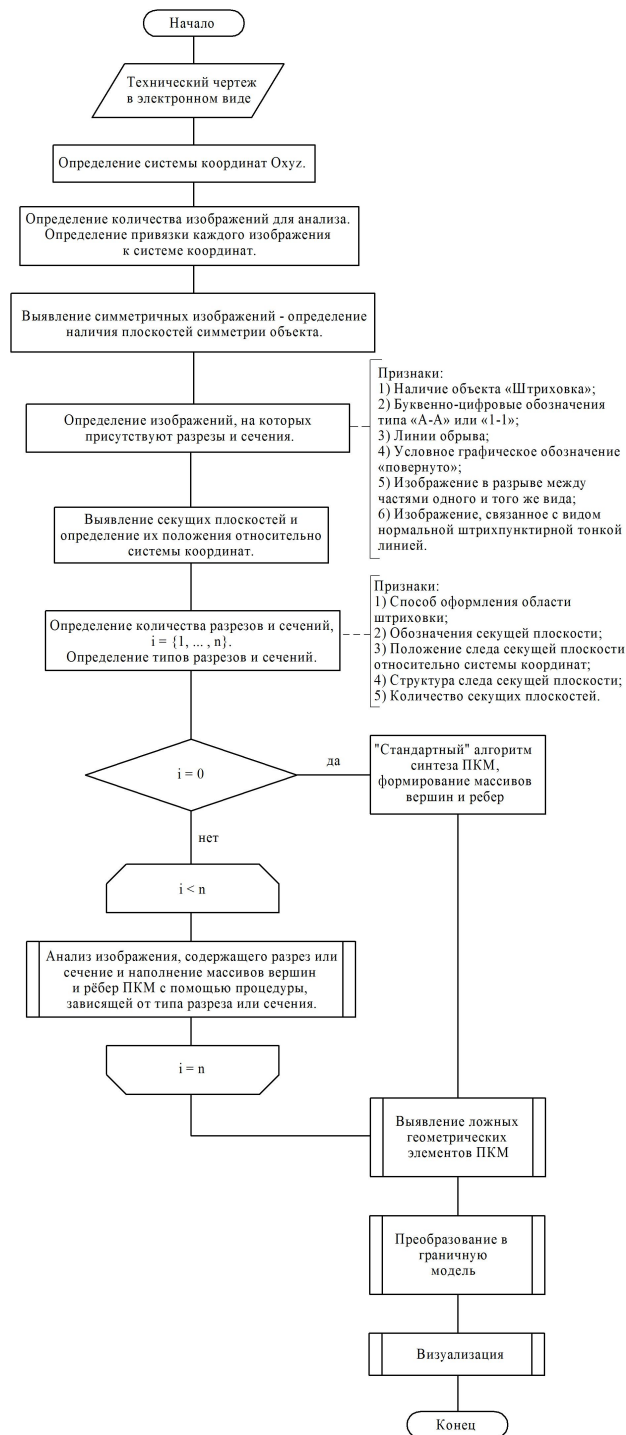 Начало
Технический чертеж
в электронном виде
Определение системы координат Oxyz.
Определение количества изображений для анализа.
Определение привязки каждого изображения
к системе координат.
Выявление симметричных изображений - определение
наличия плоскостей симметрии объекта.
Определение изображений, на которых
присутствуют разрезы и сечения.
Признаки:
1) Наличие объекта «Штриховка»;
2) Буквенно-цифровые обозначения
типа «А-А» или «1-1»;
3) Линии обрыва;
4) Условное графическое обозначение
«повернуто»;
5) Изображение в разрыве между
частями одного и того же вида;
6) Изображение, связанное с видом
нормальной штрихпунктирной тонкой
линией.
Выявление секущих плоскостей и
определение их положения относительно
системы координат.
Определение количества разрезов и сечений,
i = {1, ... , n}.
Определение типов разрезов и сечений.
Признаки:
1) Способ оформления области
штриховки;
2) Обозначения секущей плоскости;
3) Положение следа секущей плоскости
относительно системы координат;
4) Структура следа секущей плоскости;
5) Количество секущих плоскостей.
i = 0
да
"Стандартный" алгоритм
синтеза ПКМ,
формирование массивов
вершин и ребер
нет
i < n
Анализ изображения, содержащего разрез или
сечение и наполнение массивов вершин
и рёбер ПКМ с помощью процедуры,
зависящей от типа разреза или сечения.
i = n
Выявление ложных
геометрических
элементов ПКМ
Преобразование в
граничную
модель
Визуализация
Конец